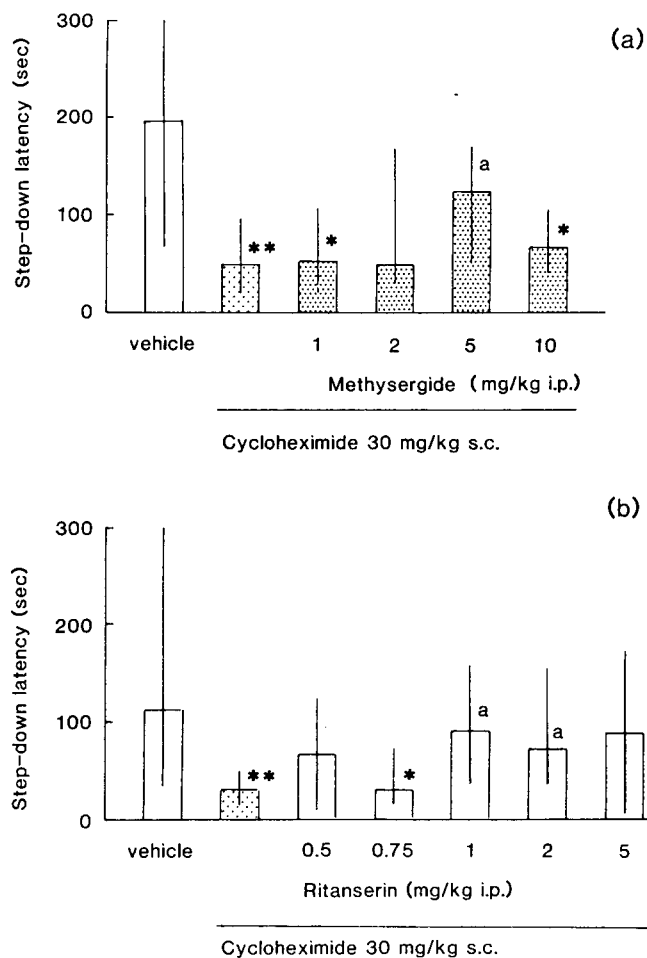 (a)
Step-down latency (sec)
300
200
100
0
**
*
a
*
vehicle 1 2 5 10
Methysergide (mg/kg i.p.)
Cycloheximide 30 mg/kg s.c.
(b)
Step-down latency (sec)
300
200
100
0
**
*
a
a
vehicle 0.5 0.75 1 2 5
Ritanserin (mg/kg i.p.)
Cycloheximide 30 mg/kg s.c.